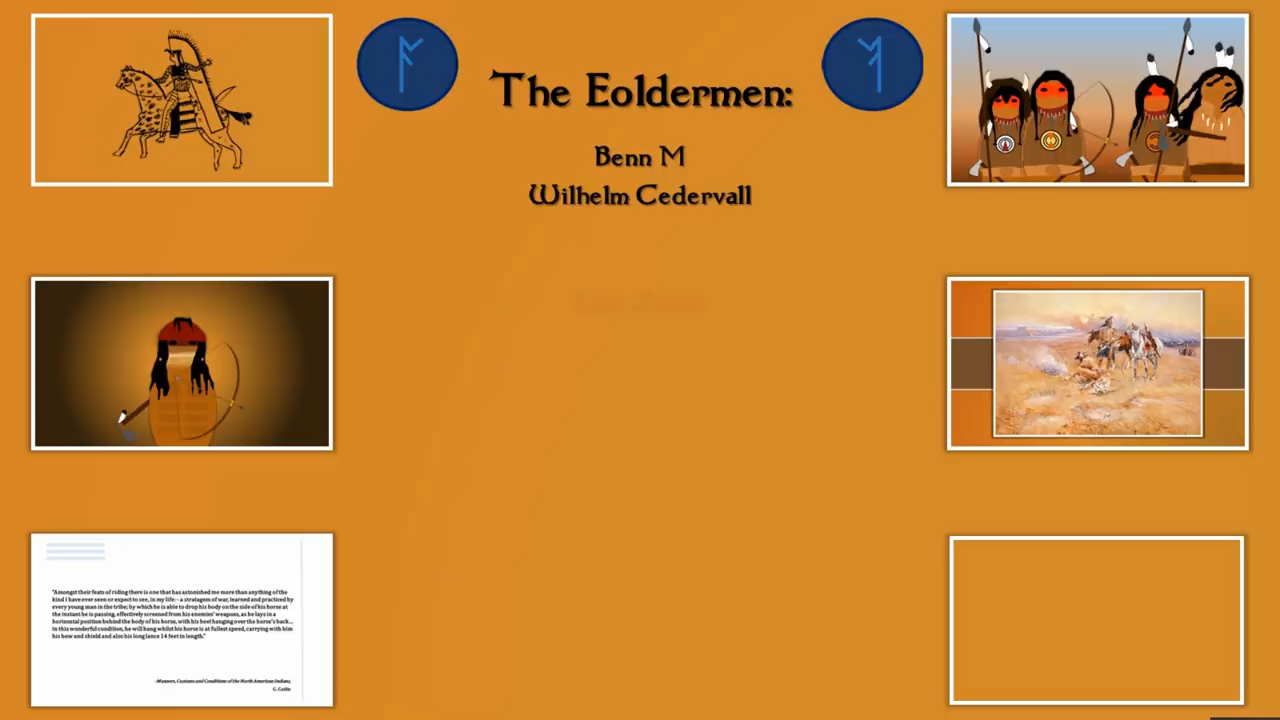 The Eoldermen:
Benn M
Wilhelm Cedervall
"Amongst their feats of riding there is one that has astonished me more than anything of the
kind I have ever seen or expect to see, in my life: - a stratagem of war, learned and practiced by
every young man in the tribe; by which he is able to drop his body on the side of his horse at
the instant he is passing, effectively screened from his enemies' weapons, as he lays in a
horizontal position behind the body of his horse, with his heel hanging over the horse's back...
in this wonderful condition, he will hang whilst his horse is at fullest speed, carrying with him
his bow and shield and also his long lance 14 feet in length."
-Manners, Customs and Conditions of the North American Indians,
G. Catlin